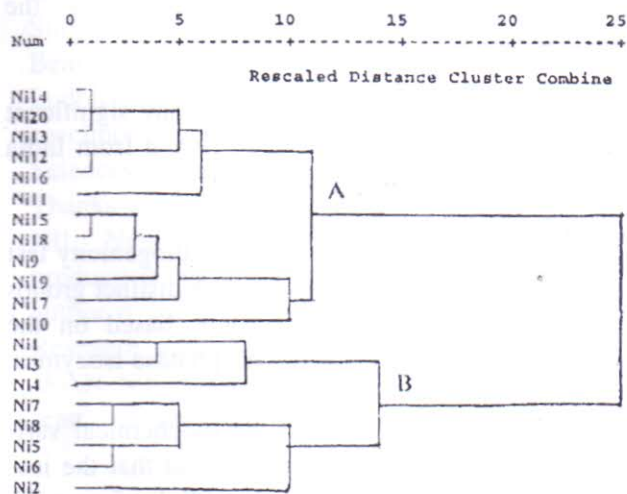 0 5 10 15 20 25
Num
Rescaled Distance Cluster Combine
Ni14
Ni20
Ni13
Ni12
Ni16
Ni11
Ni15
Ni18
Ni9
Ni19
Ni17
Ni10
Ni1
Ni3
Ni4
Ni7
Ni8
Ni5
Ni6
Ni2
A
B